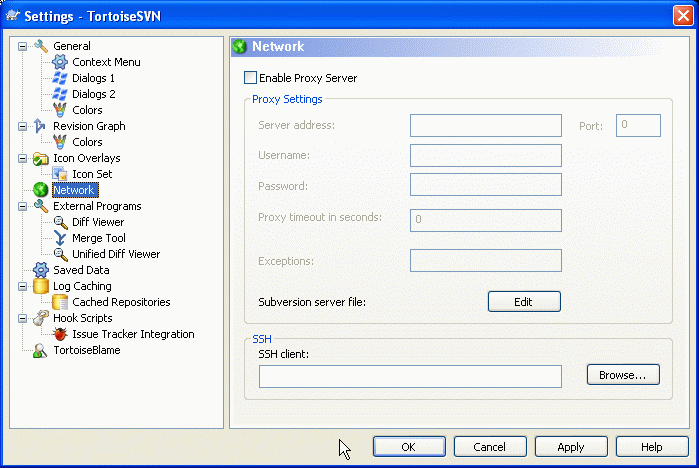 Settings - TortoiseSVN
General
Context Menu
Dialogs 1
Dialogs 2
Colors
Revision Graph
Colors
Icon Overlays
Icon Set
Network
External Programs
Diff Viewer
Merge Tool
Unified Diff Viewer
Saved Data
Log Caching
Cached Repositories
Hook Scripts
Issue Tracker Integration
TortoiseBlame
Network
Enable Proxy Server
Proxy Settings
Server address: Port: 0
Username:
Password:
Proxy timeout in seconds: 0
Exceptions:
Subversion server file: Edit
SSH
SSH client:
Browse...
OK Cancel Apply Help